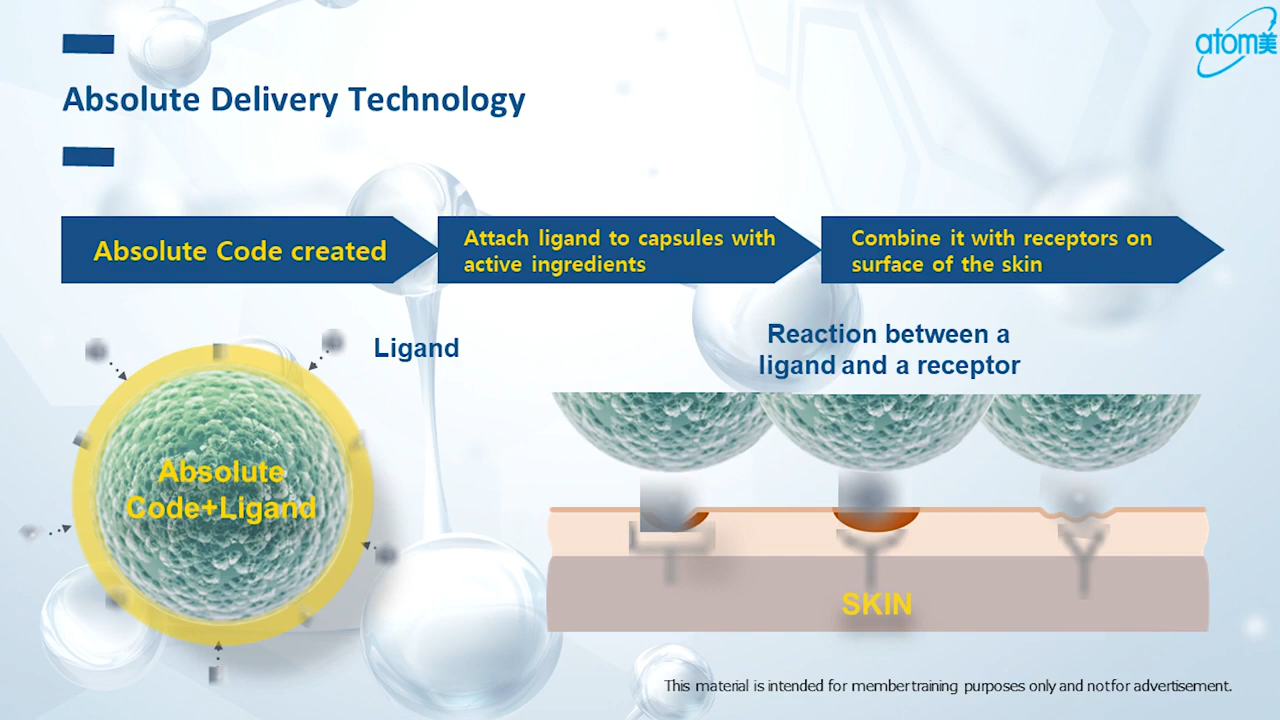 atom美
Absolute Delivery Technology
Absolute Code created
Attach ligand to capsules with
active ingredients
Combine it with receptors on
surface of the skin
Ligand
Reaction between a
ligand and a receptor
Absolute
Code+Ligand
SKIN
This material is intended for member training purposes only and not for advertisement.